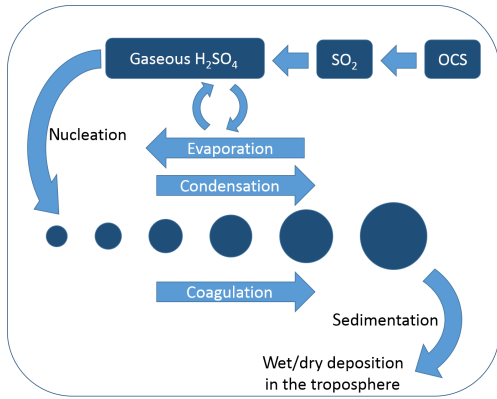 Gaseous H₂SO₄
SO₂
OCS
Nucleation
Evaporation
Condensation
Coagulation
Sedimentation
Wet/dry deposition
in the troposphere